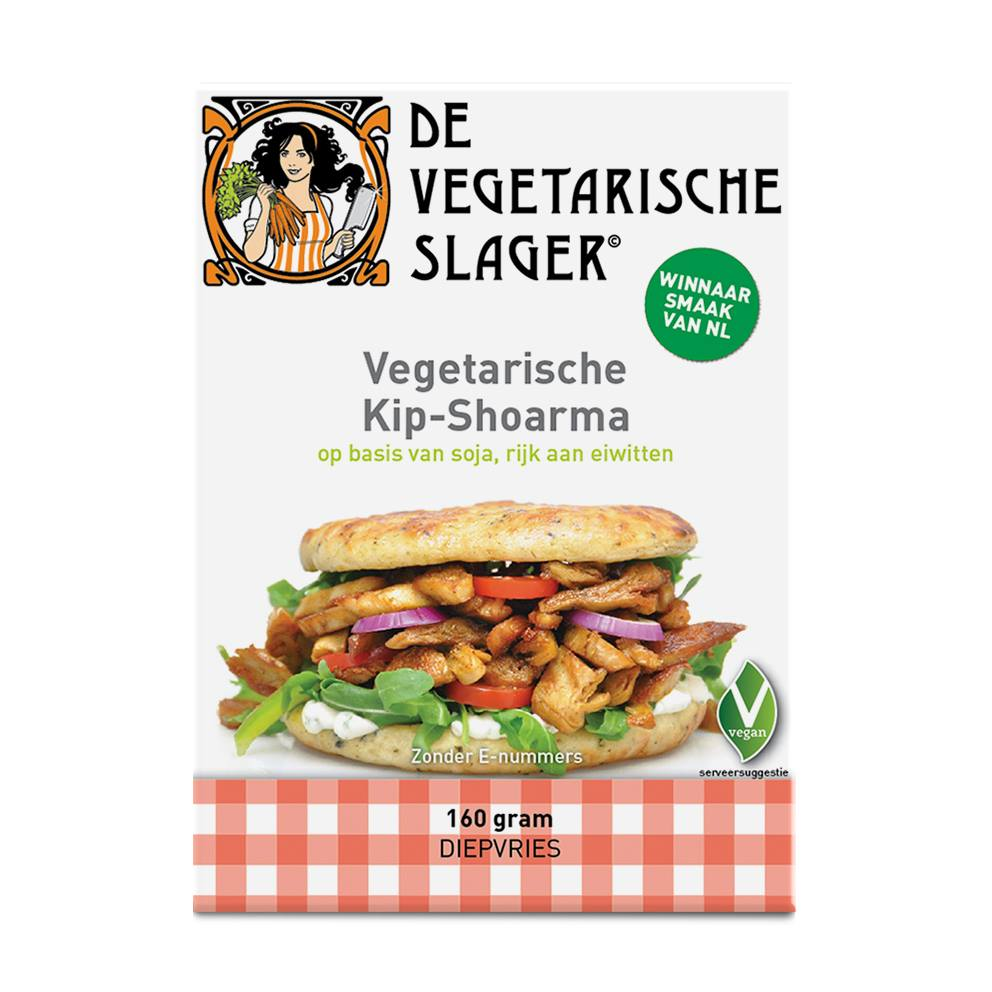 DE
VEGETARISCHE
SLAGER©
WINNAAR
SMAAK
VAN NL
Vegetarische
Kip-Shoarma
op basis van soja, rijk aan eiwitten
vegan
Zonder E-nummers
serveersuggestie
160 gram
DIEPVRIES